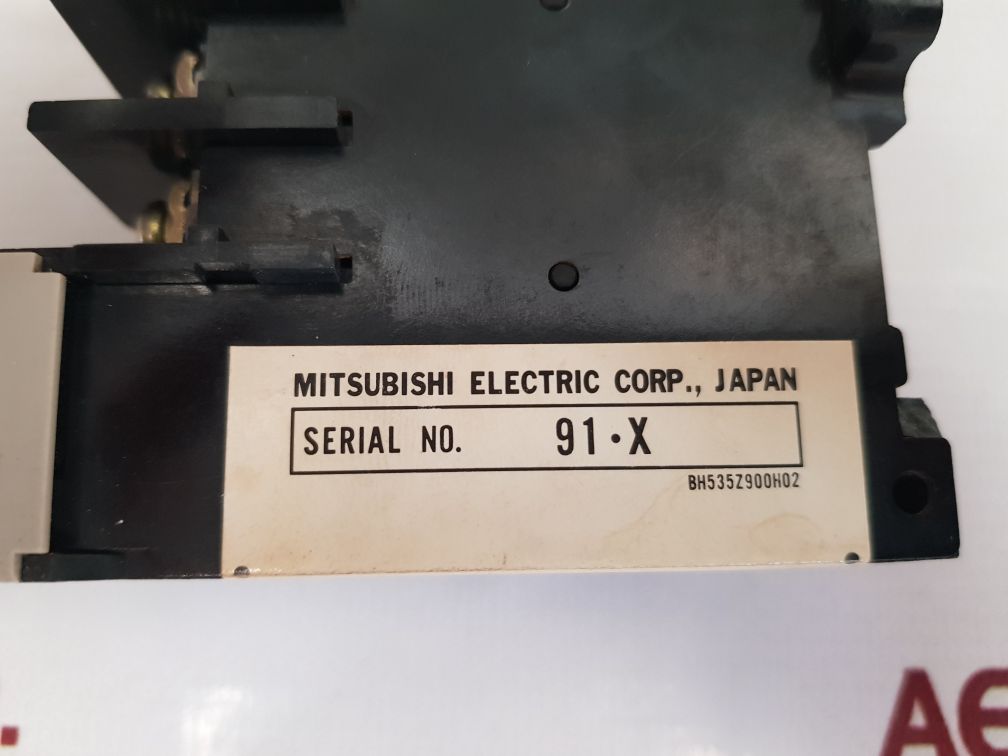 MITSUBISHI ELECTRIC CORP., JAPAN
SERIAL NO. 91·X
BH535Z900H02